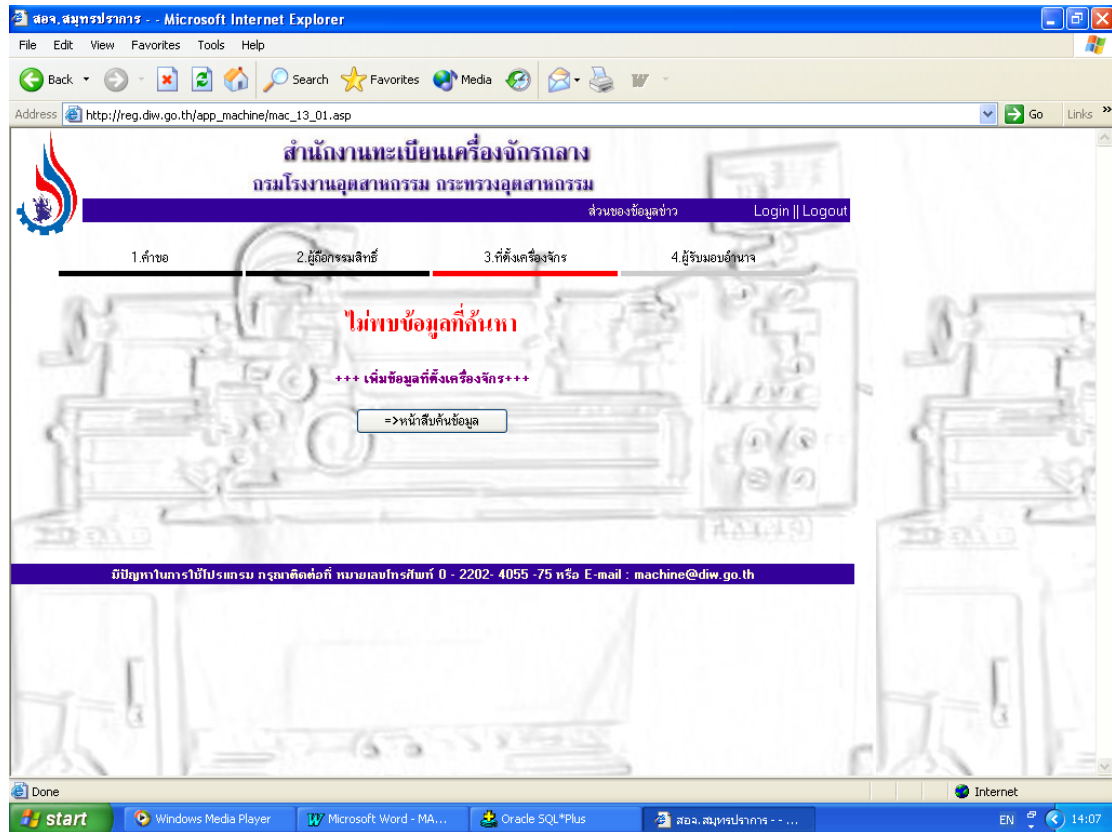 สอจ.สมุทรปราการ - - Microsoft Internet Explorer
File Edit View Favorites Tools Help
Back Search Favorites Media
Address http://reg.diw.go.th/app_machine/mac_13_01.asp Go Links »
สำนักงานทะเบียนเครื่องจักรกลาง
กรมโรงงานอุตสาหกรรม กระทรวงอุตสาหกรรม
ส่วนของข้อมูลข่าว Login || Logout
1.คำขอ 2.ผู้ถือกรรมสิทธิ์ 3.ที่ตั้งเครื่องจักร 4.ผู้รับมอบอำนาจ
ไม่พบข้อมูลที่ค้นหา
+++ เพิ่มข้อมูลที่ตั้งเครื่องจักร+++
=>หน้าสืบค้นข้อมูล
มีปัญหาในการใช้โปรแกรม กรุณาติดต่อที่ หมายเลขโทรศัพท์ 0 - 2202- 4055 -75 หรือ E-mail : machine@diw.go.th
Done Internet
start Windows Media Player Microsoft Word - MA... Oracle SQL*Plus สอจ.สมุทรปราการ - - ... EN 14:07